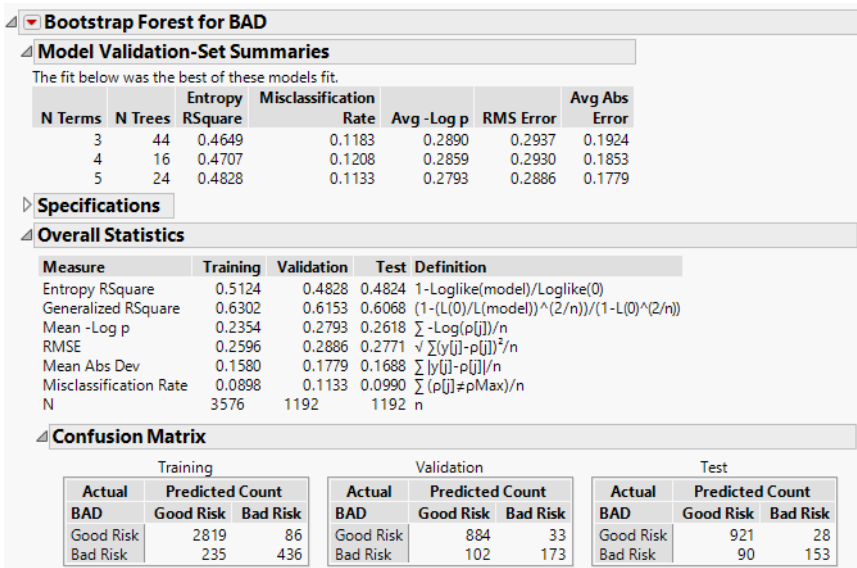 Bootstrap Forest for BAD
Model Validation-Set Summaries
The fit below was the best of these models fit.
Entropy Misclassification Avg Abs
N Terms N Trees RSquare Rate Avg -Log p RMS Error Error
3 44 0.4649 0.1183 0.2890 0.2937 0.1924
4 16 0.4707 0.1208 0.2859 0.2930 0.1853
5 24 0.4828 0.1133 0.2793 0.2886 0.1779
Specifications
Overall Statistics
Measure Training Validation Test Definition
Entropy RSquare 0.5124 0.4828 0.4824 1-Loglike(model)/Loglike(0)
Generalized RSquare 0.6302 0.6153 0.6068 (1-(L(0)/L(model))^(2/n))/(1-L(0)^(2/n))
Mean -Log p 0.2354 0.2793 0.2618 ∑ -Log(ρ[j])/n
RMSE 0.2596 0.2886 0.2771 √ ∑(y[j]-ρ[j])²/n
Mean Abs Dev 0.1580 0.1779 0.1688 ∑ |y[j]-ρ[j]|/n
Misclassification Rate 0.0898 0.1133 0.0990 ∑ (ρ[j]≠ρMax)/n
N 3576 1192 1192 n
Confusion Matrix
Training Validation Test
Actual Predicted Count Actual Predicted Count Actual Predicted Count
BAD Good Risk Bad Risk BAD Good Risk Bad Risk BAD Good Risk Bad Risk
Good Risk 2819 86 Good Risk 884 33 Good Risk 921 28
Bad Risk 235 436 Bad Risk 102 173 Bad Risk 90 153